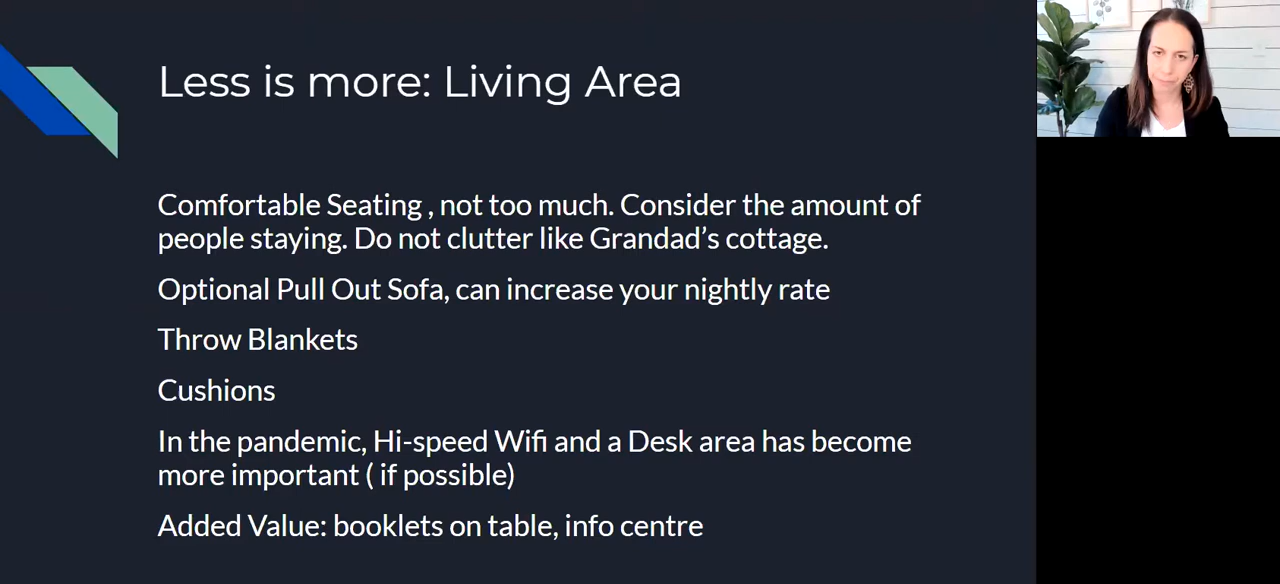 Less is more: Living Area
Comfortable Seating , not too much. Consider the amount of
people staying. Do not clutter like Grandad’s cottage.
Optional Pull Out Sofa, can increase your nightly rate
Throw Blankets
Cushions
In the pandemic, Hi-speed Wifi and a Desk area has become
more important ( if possible)
Added Value: booklets on table, info centre